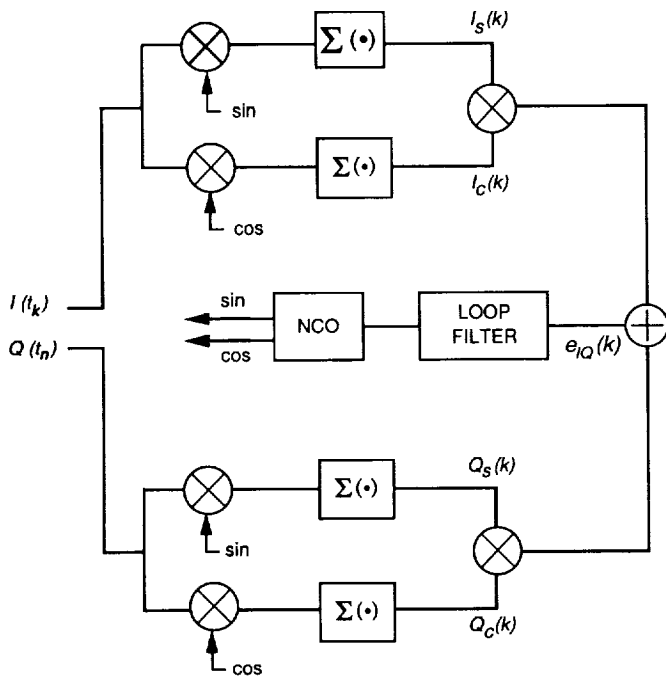 I_s(k)
Σ(•)
sin
Σ(•)
I_c(k)
cos
I(t_k)
sin
NCO
LOOP
FILTER
cos
e_IQ(k)
Q(t_n)
Q_s(k)
Σ(•)
sin
Σ(•)
Q_c(k)
cos